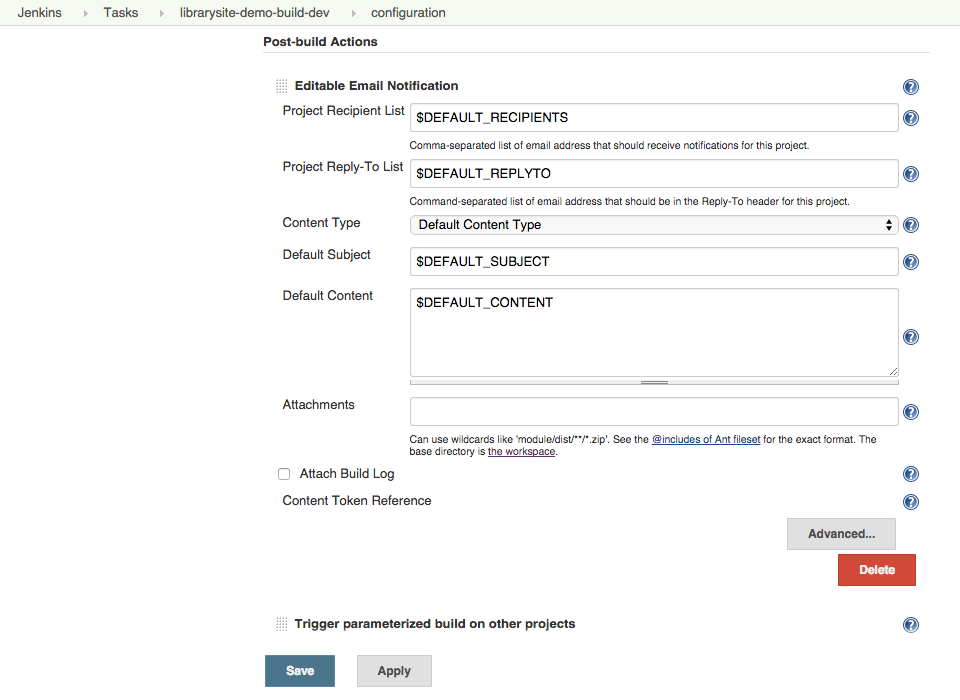 Jenkins Tasks librarysite-demo-build-dev configuration
Post-build Actions
Editable Email Notification
Project Recipient List $DEFAULT_RECIPIENTS
Comma-separated list of email address that should receive notifications for this project.
Project Reply-To List $DEFAULT_REPLYTO
Command-separated list of email address that should be in the Reply-To header for this project.
Content Type Default Content Type
Default Subject $DEFAULT_SUBJECT
Default Content $DEFAULT_CONTENT
Attachments
Can use wildcards like 'module/dist/**/*.zip'. See the @includes of Ant fileset for the exact format. The
base directory is the workspace.
Attach Build Log
Content Token Reference
Advanced...
Delete
Trigger parameterized build on other projects
Save Apply